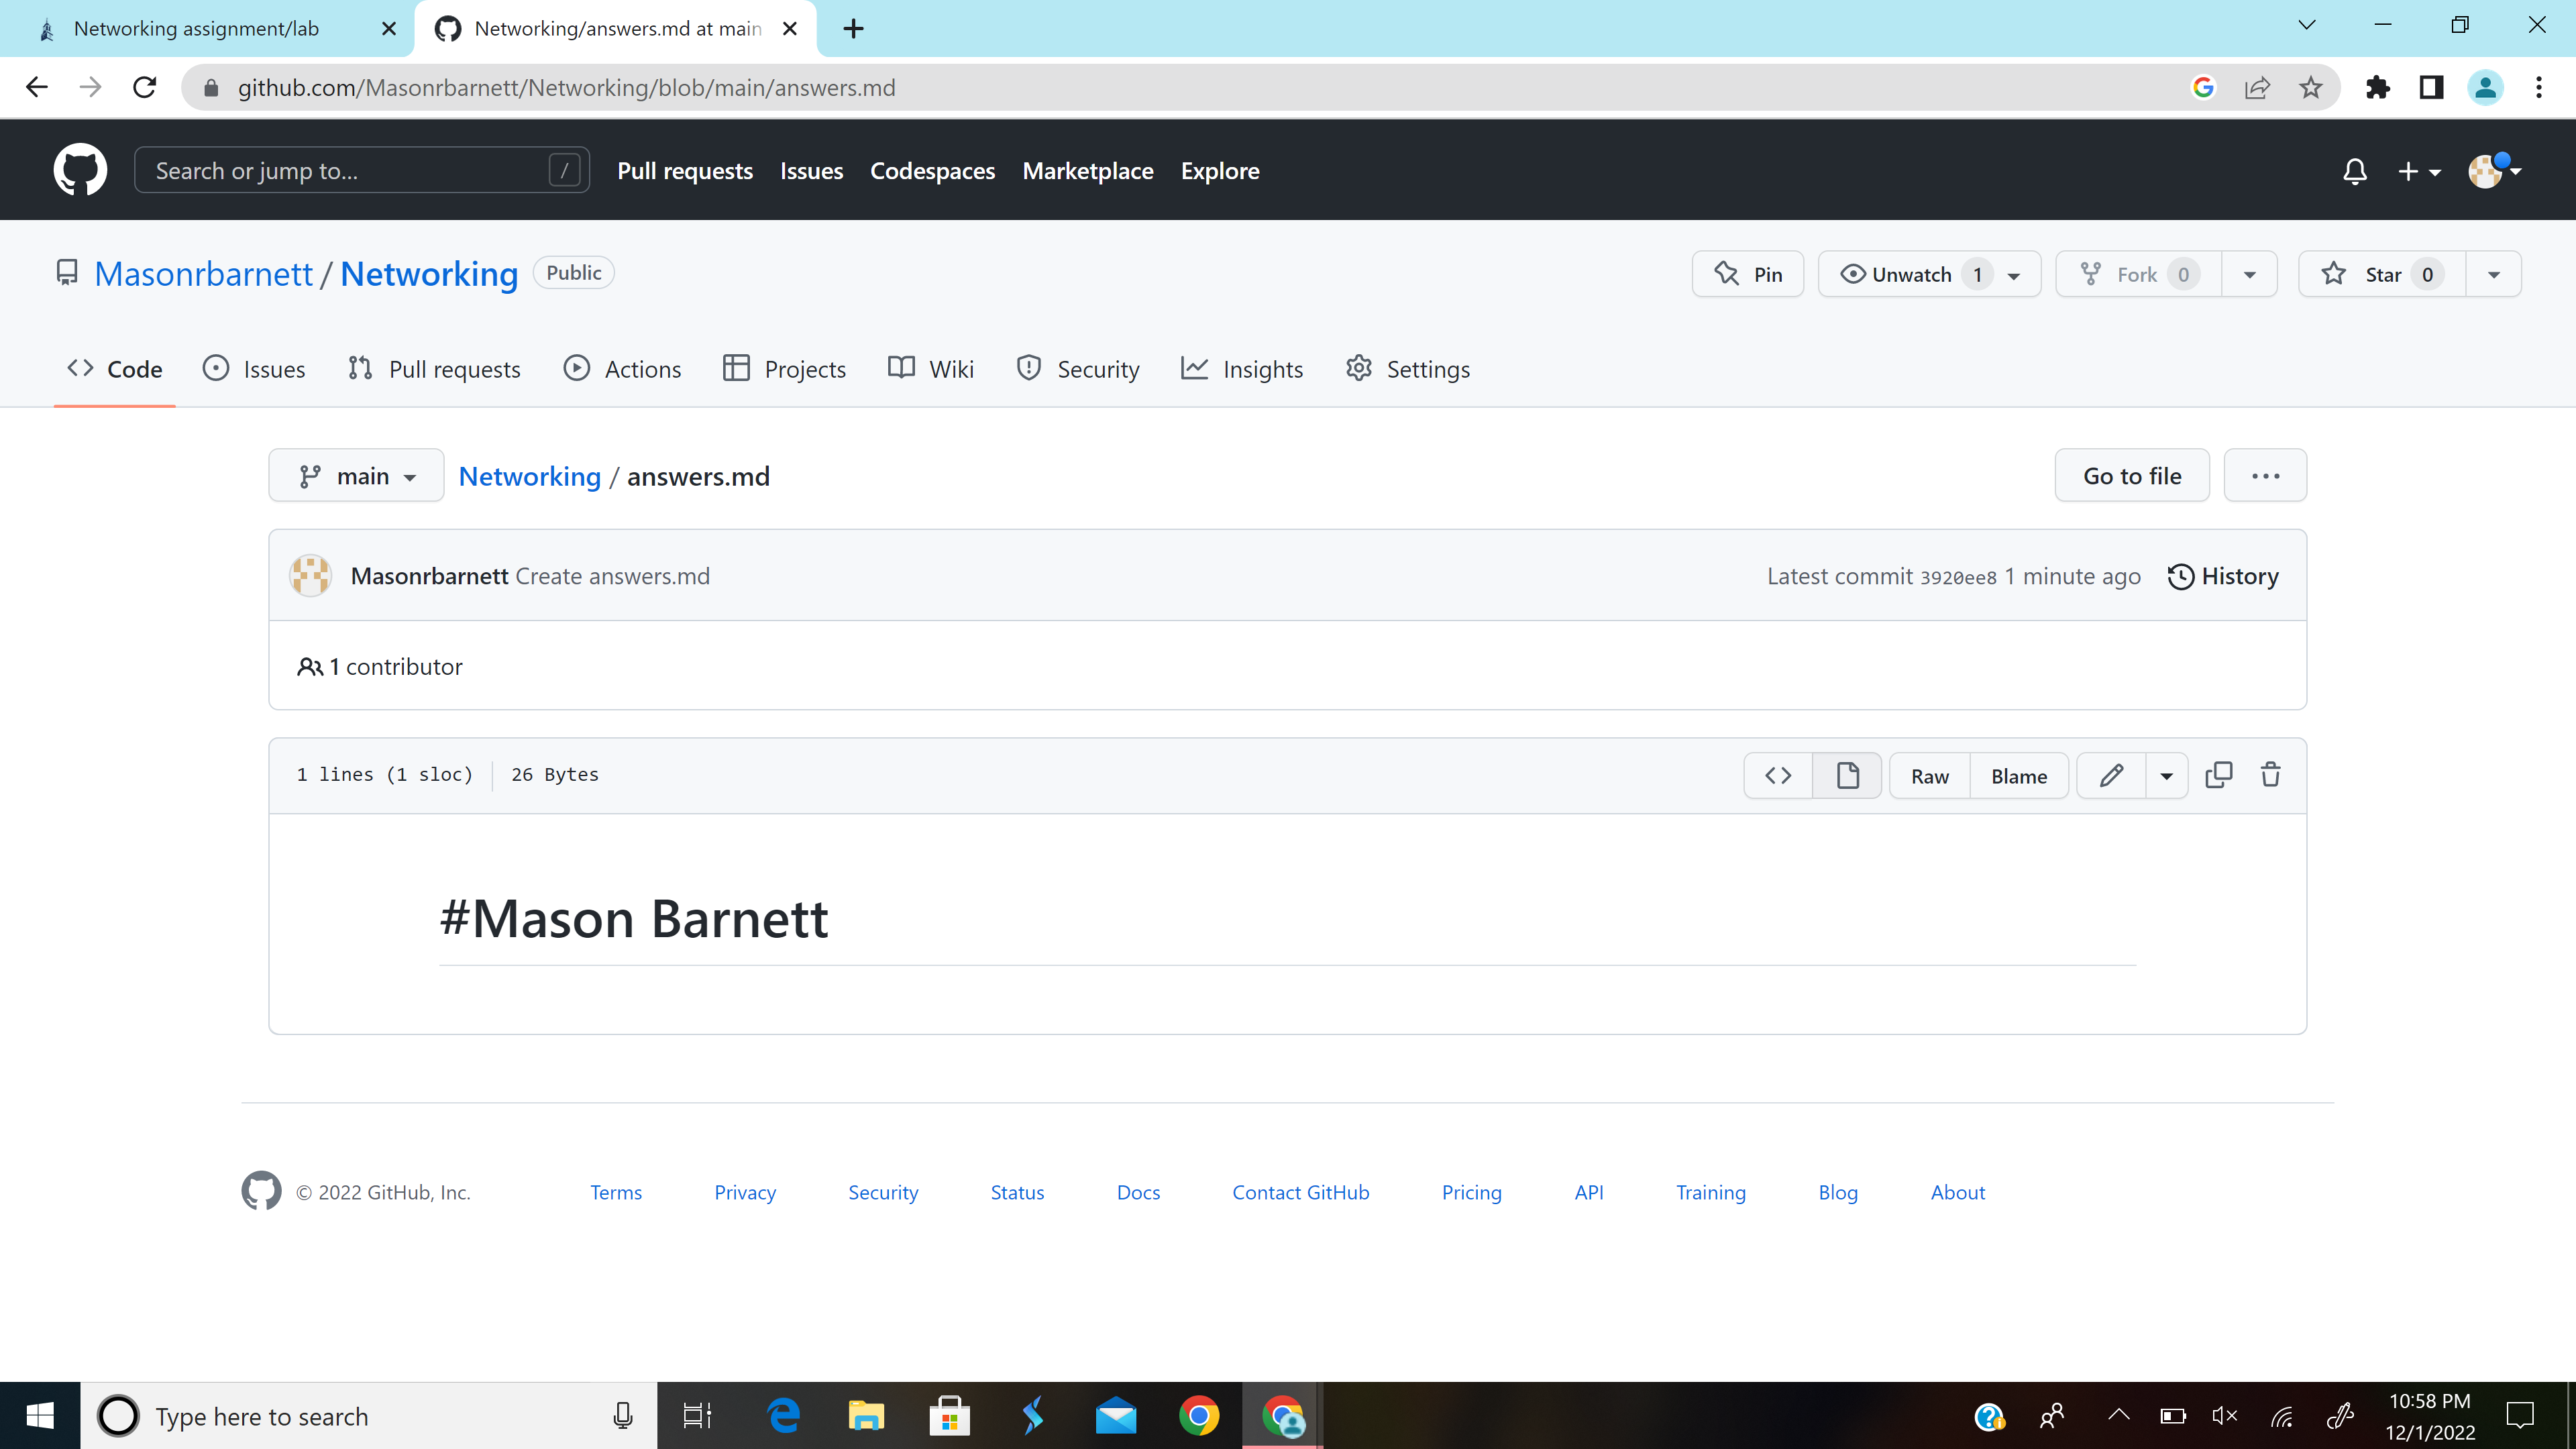 Networking assignment/lab
Networking/answers.md at main
github.com/Masonrbarnett/Networking/blob/main/answers.md
Search or jump to... / Pull requests Issues Codespaces Marketplace Explore
Masonrbarnett / Networking Public Pin Unwatch 1 Fork 0 Star 0
Code Issues Pull requests Actions Projects Wiki Security Insights Settings
main Networking / answers.md Go to file
Masonrbarnett Create answers.md Latest commit 3920ee8 1 minute ago History
1 contributor
1 lines (1 sloc) 26 Bytes Raw Blame
#Mason Barnett
© 2022 GitHub, Inc. Terms Privacy Security Status Docs Contact GitHub Pricing API Training Blog About
Type here to search
10:58 PM
12/1/2022